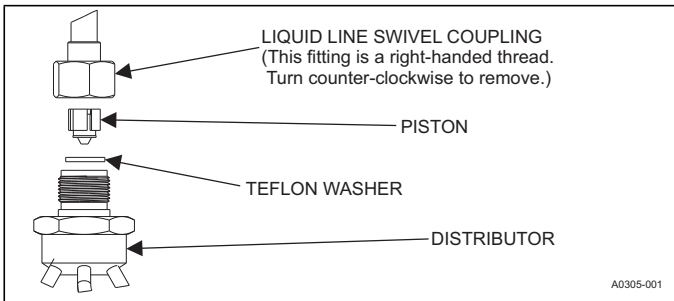 LIQUID LINE SWIVEL COUPLING
(This fitting is a right-handed thread.
Turn counter-clockwise to remove.)
PISTON
TEFLON WASHER
DISTRIBUTOR
A0305-001